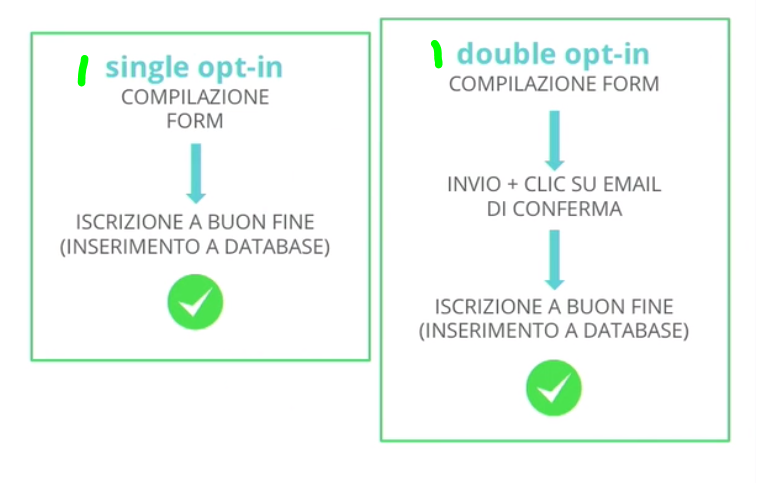 single opt-in
COMPILAZIONE
FORM
ISCRIZIONE A BUON FINE
(INSERIMENTO A DATABASE)
double opt-in
COMPILAZIONE FORM
INVIO + CLIC SU EMAIL
DI CONFERMA
ISCRIZIONE A BUON FINE
(INSERIMENTO A DATABASE)